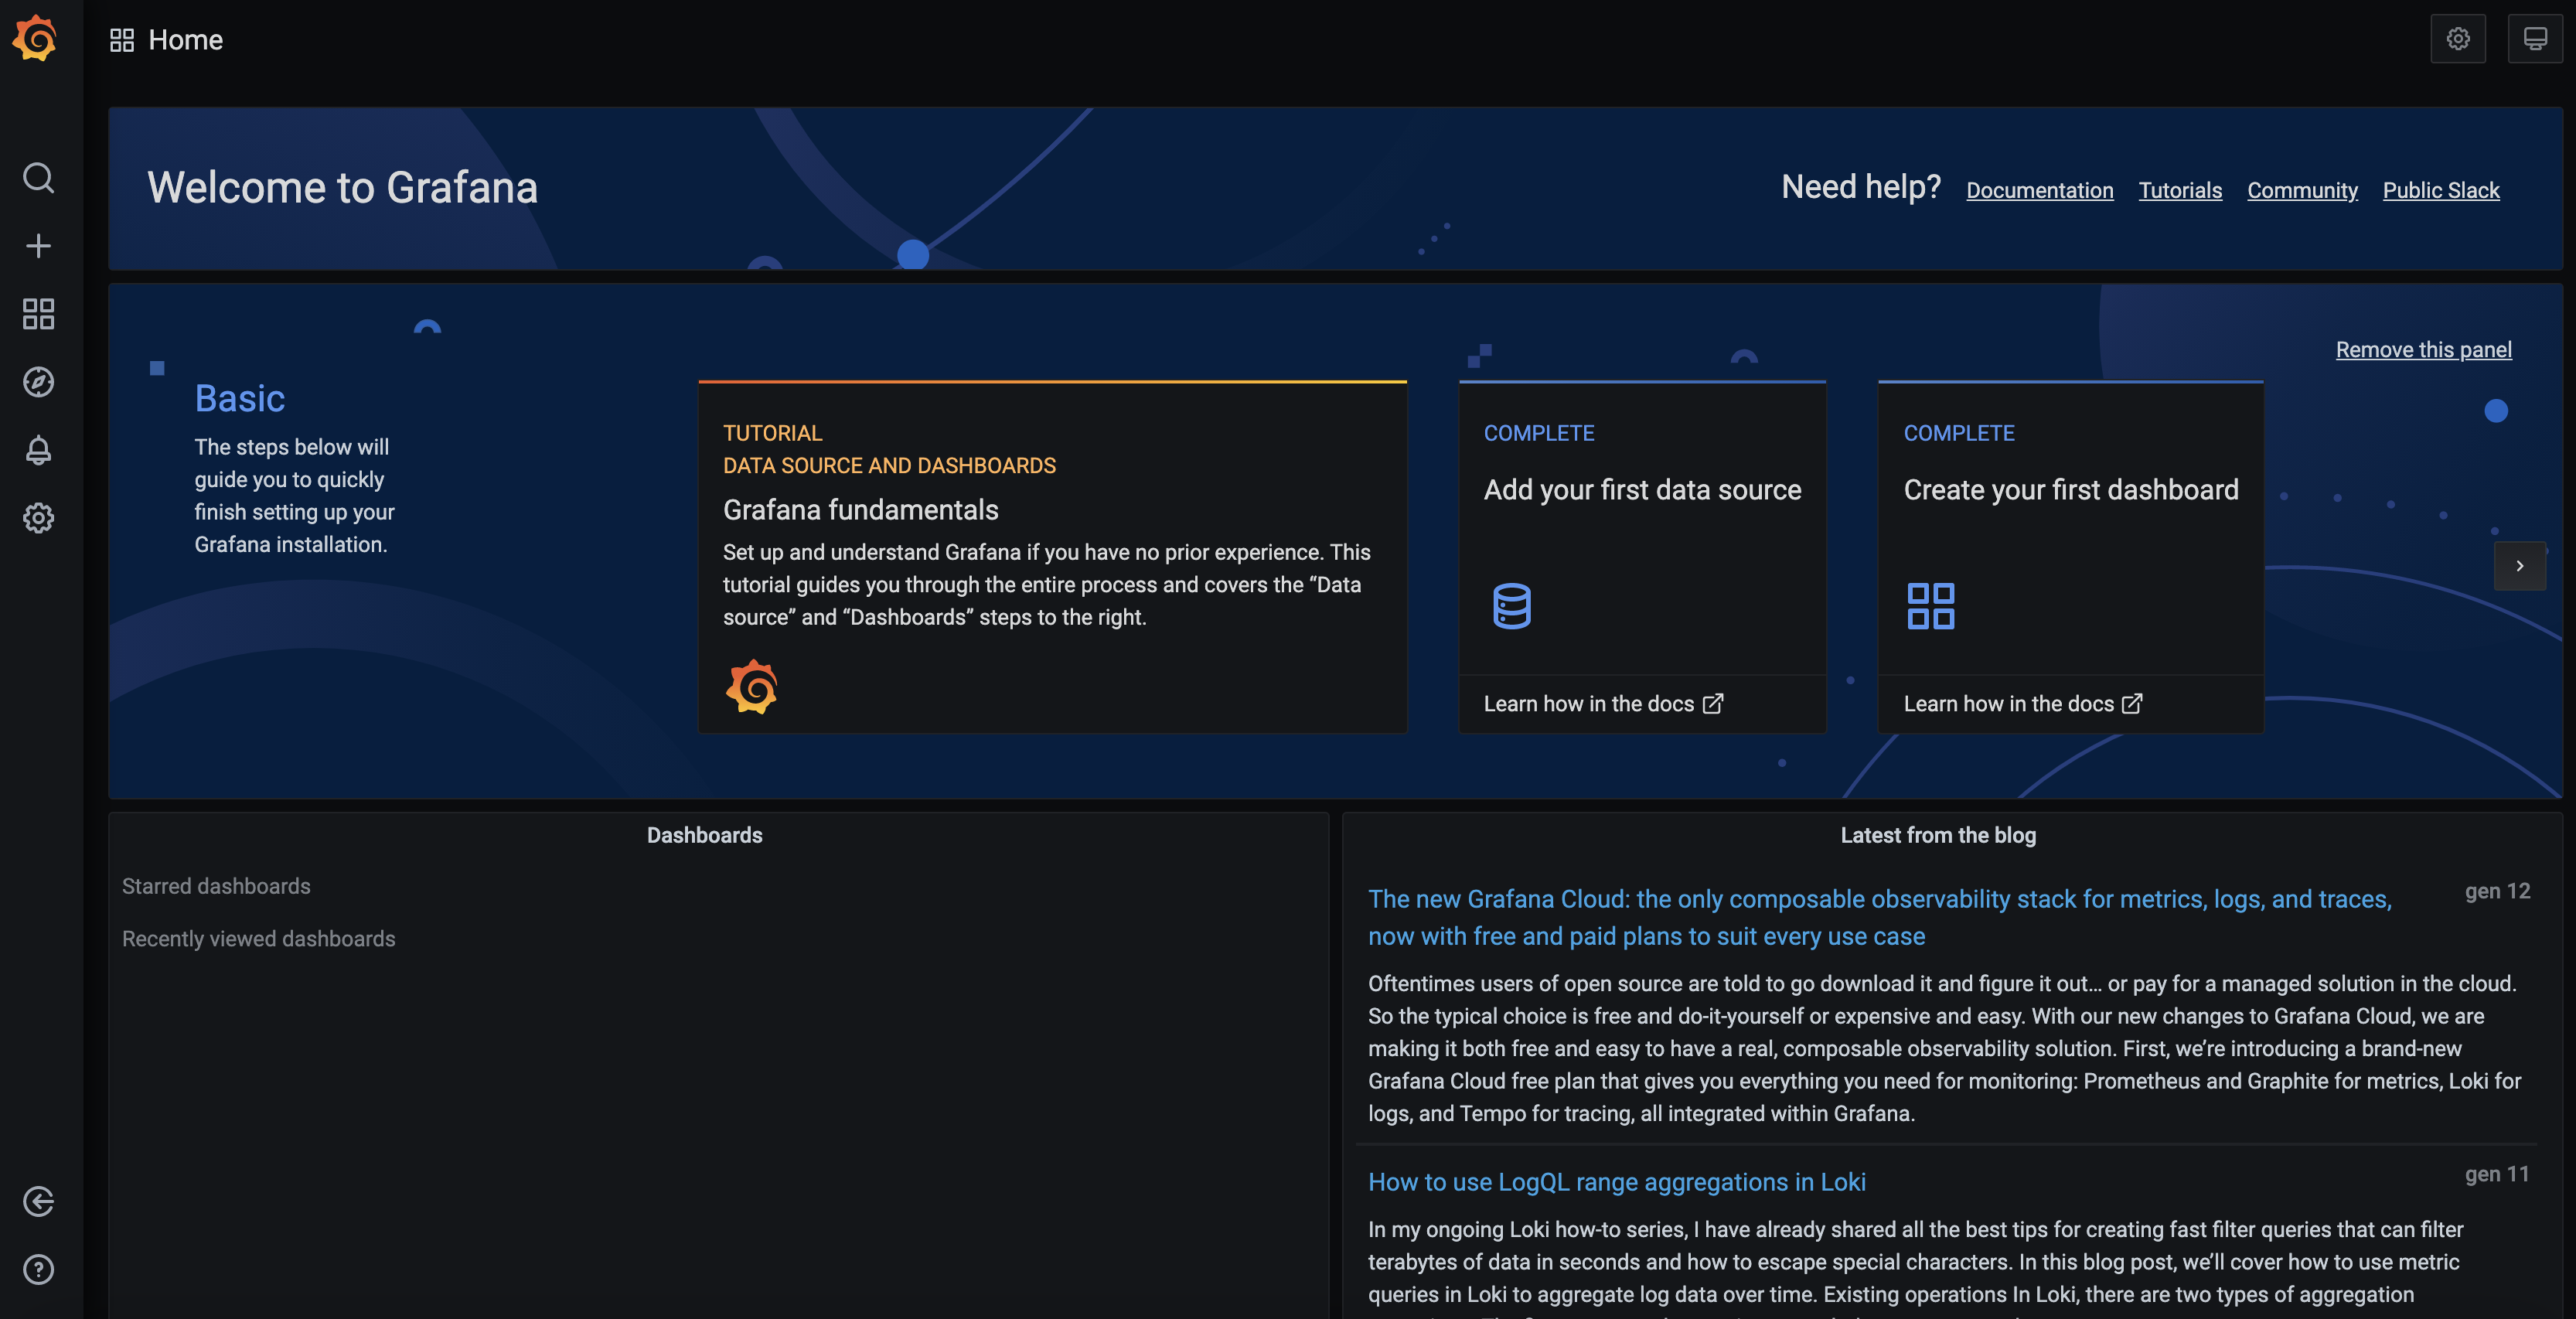 Home
Welcome to Grafana
Need help? Documentation Tutorials Community Public Slack
Remove this panel
Basic
The steps below will
guide you to quickly
finish setting up your
Grafana installation.
TUTORIAL
DATA SOURCE AND DASHBOARDS
Grafana fundamentals
Set up and understand Grafana if you have no prior experience. This
tutorial guides you through the entire process and covers the “Data
source” and “Dashboards” steps to the right.
COMPLETE
Add your first data source
Learn how in the docs
COMPLETE
Create your first dashboard
Learn how in the docs
Dashboards
Starred dashboards
Recently viewed dashboards
Latest from the blog
The new Grafana Cloud: the only composable observability stack for metrics, logs, and traces,
now with free and paid plans to suit every use case
gen 12
Oftentimes users of open source are told to go download it and figure it out… or pay for a managed solution in the cloud.
So the typical choice is free and do-it-yourself or expensive and easy. With our new changes to Grafana Cloud, we are
making it both free and easy to have a real, composable observability solution. First, we’re introducing a brand-new
Grafana Cloud free plan that gives you everything you need for monitoring: Prometheus and Graphite for metrics, Loki for
logs, and Tempo for tracing, all integrated within Grafana.
How to use LogQL range aggregations in Loki
gen 11
In my ongoing Loki how-to series, I have already shared all the best tips for creating fast filter queries that can filter
terabytes of data in seconds and how to escape special characters. In this blog post, we’ll cover how to use metric
queries in Loki to aggregate log data over time. Existing operations In Loki, there are two types of aggregation